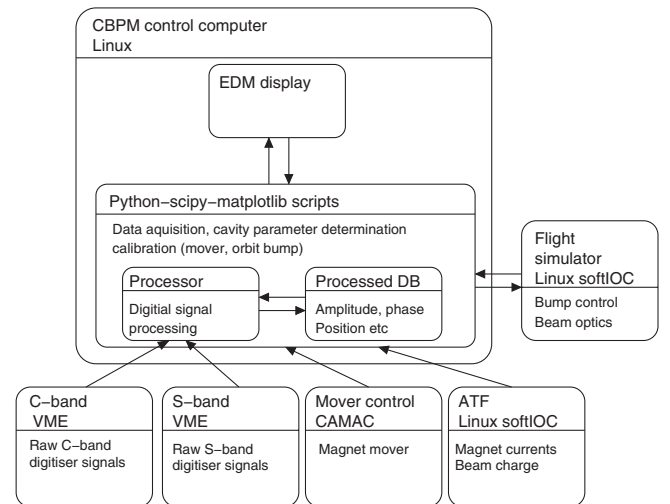 CBPM control computer
Linux
EDM display
Python−scipy−matplotlib scripts
Data aquisition, cavity parameter determination
calibration (mover, orbit bump)
Processor
Digitial signal
processing
Processed DB
Amplitude, phase
Position etc
Flight
simulator
Linux softIOC
Bump control
Beam optics
C−band
VME
Raw C−band
digitiser signals
S−band
VME
Raw S−band
digitiser signals
Mover control
CAMAC
Magnet mover
ATF
Linux softIOC
Magnet currents
Beam charge